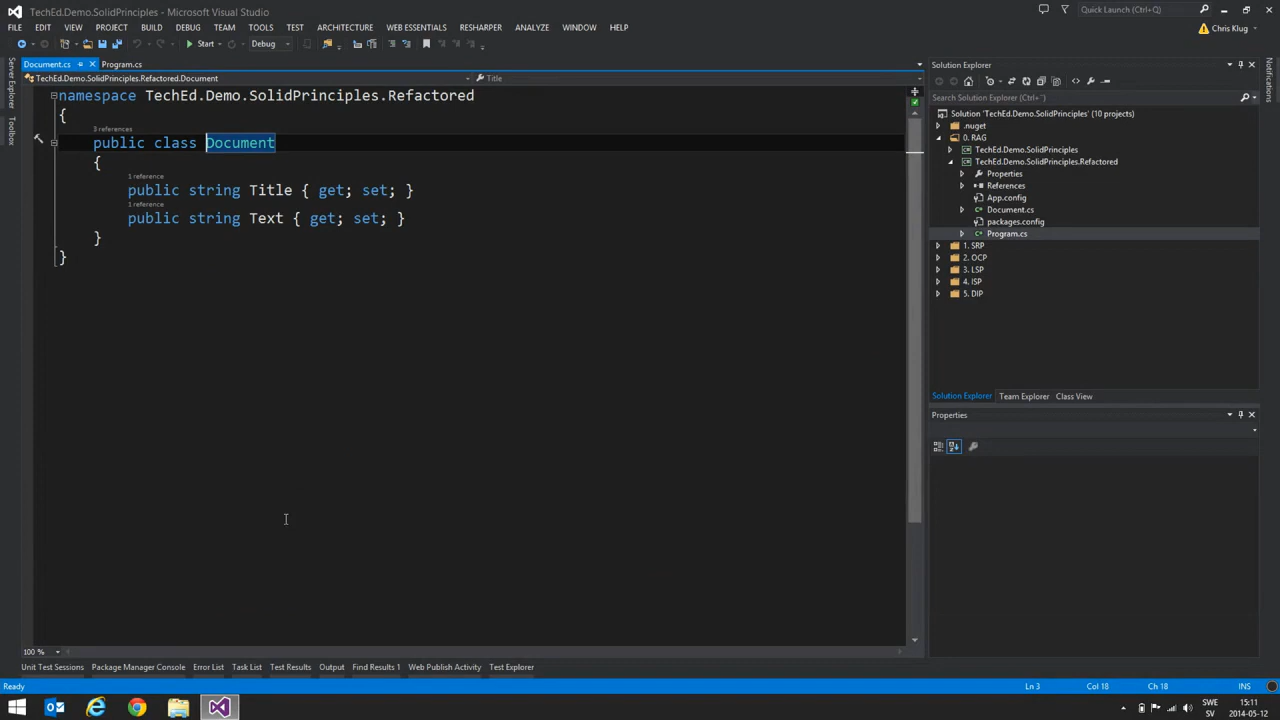 TechEd.Demo.SolidPrinciples - Microsoft Visual Studio
Quick Launch (Ctrl+Q)
FILE EDIT VIEW PROJECT BUILD DEBUG TEAM TOOLS TEST ARCHITECTURE WEB ESSENTIALS RESHARPER ANALYZE WINDOW HELP
Chris Klug
Start Debug
Document.cs Program.cs
TechEd.Demo.SolidPrinciples.Refactored.Document Title
namespace TechEd.Demo.SolidPrinciples.Refactored
{
3 references
public class Document
{
1 reference
public string Title { get; set; }
1 reference
public string Text { get; set; }
}
}
100 %
Server Explorer
Toolbox
Notifications
Solution Explorer
Search Solution Explorer (Ctrl+¨)
Solution 'TechEd.Demo.SolidPrinciples' (10 projects)
.nuget
0. RAG
TechEd.Demo.SolidPrinciples
TechEd.Demo.SolidPrinciples.Refactored
Properties
References
App.config
Document.cs
packages.config
Program.cs
1. SRP
2. OCP
3. LSP
4. ISP
5. DIP
Solution Explorer Team Explorer Class View
Properties
Unit Test Sessions Package Manager Console Error List Task List Test Results Output Find Results 1 Web Publish Activity Test Explorer
Ready Ln 3 Col 18 Ch 18 INS
SWE 15:11
SV 2014-05-12